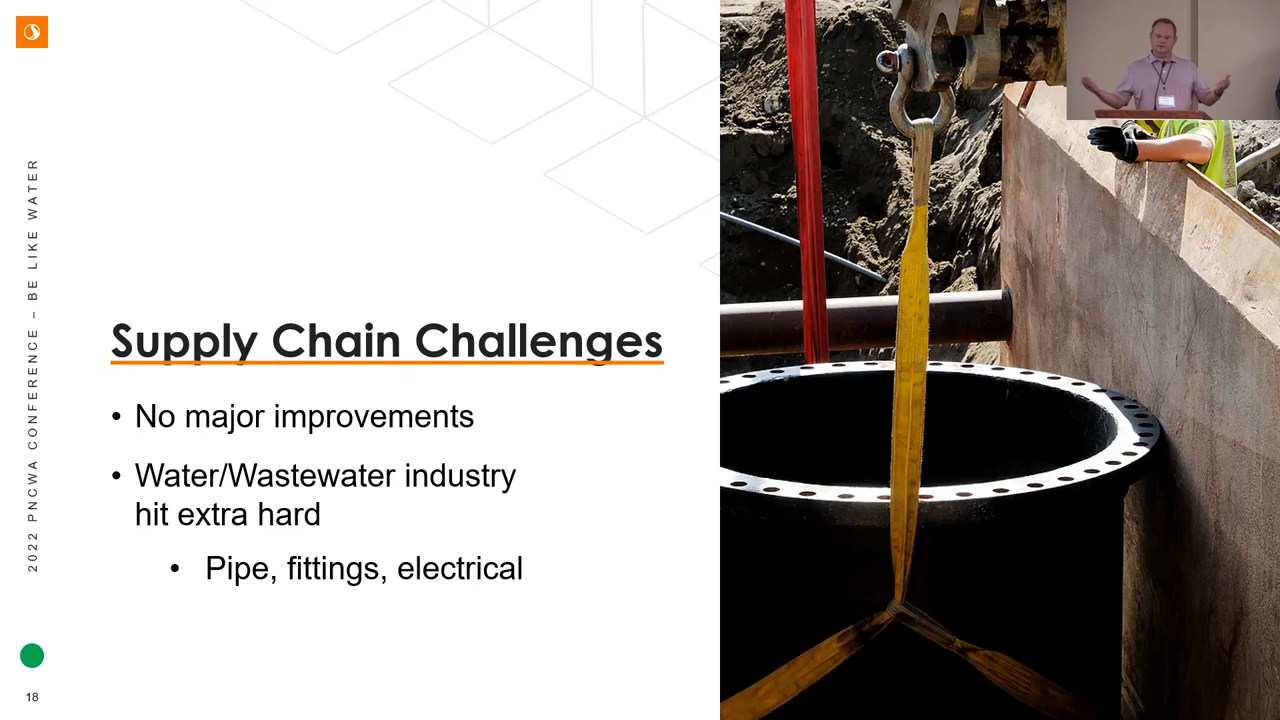 2022 PNCWA CONFERENCE – BE LIKE WATER
Supply Chain Challenges
• No major improvements
• Water/Wastewater industry
hit extra hard
• Pipe, fittings, electrical
18